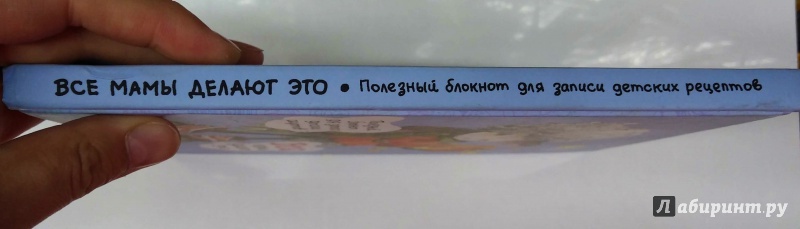 ВСЕ МАМЫ ДЕЛАЮТ ЭТО • Полезный блокнот для записи детских рецептов
Лабиринт.ру